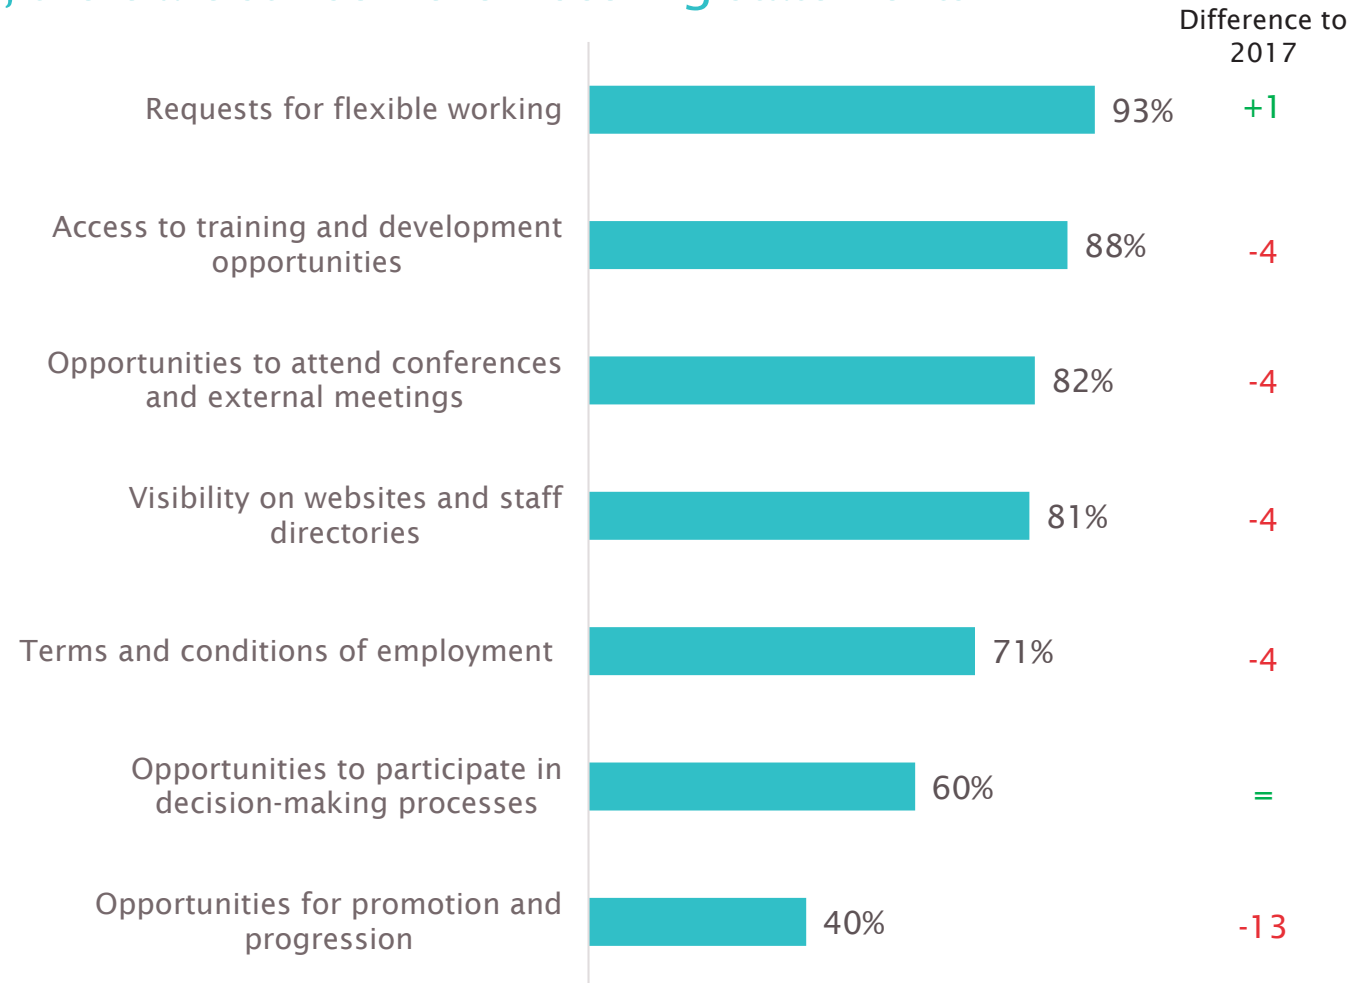 Difference to
2017
Requests for flexible working
93%
+1
Access to training and development
opportunities
88%
-4
Opportunities to attend conferences
and external meetings
82%
-4
Visibility on websites and staff
directories
81%
-4
Terms and conditions of employment
71%
-4
Opportunities to participate in
decision-making processes
60%
=
Opportunities for promotion and
progression
40%
-13